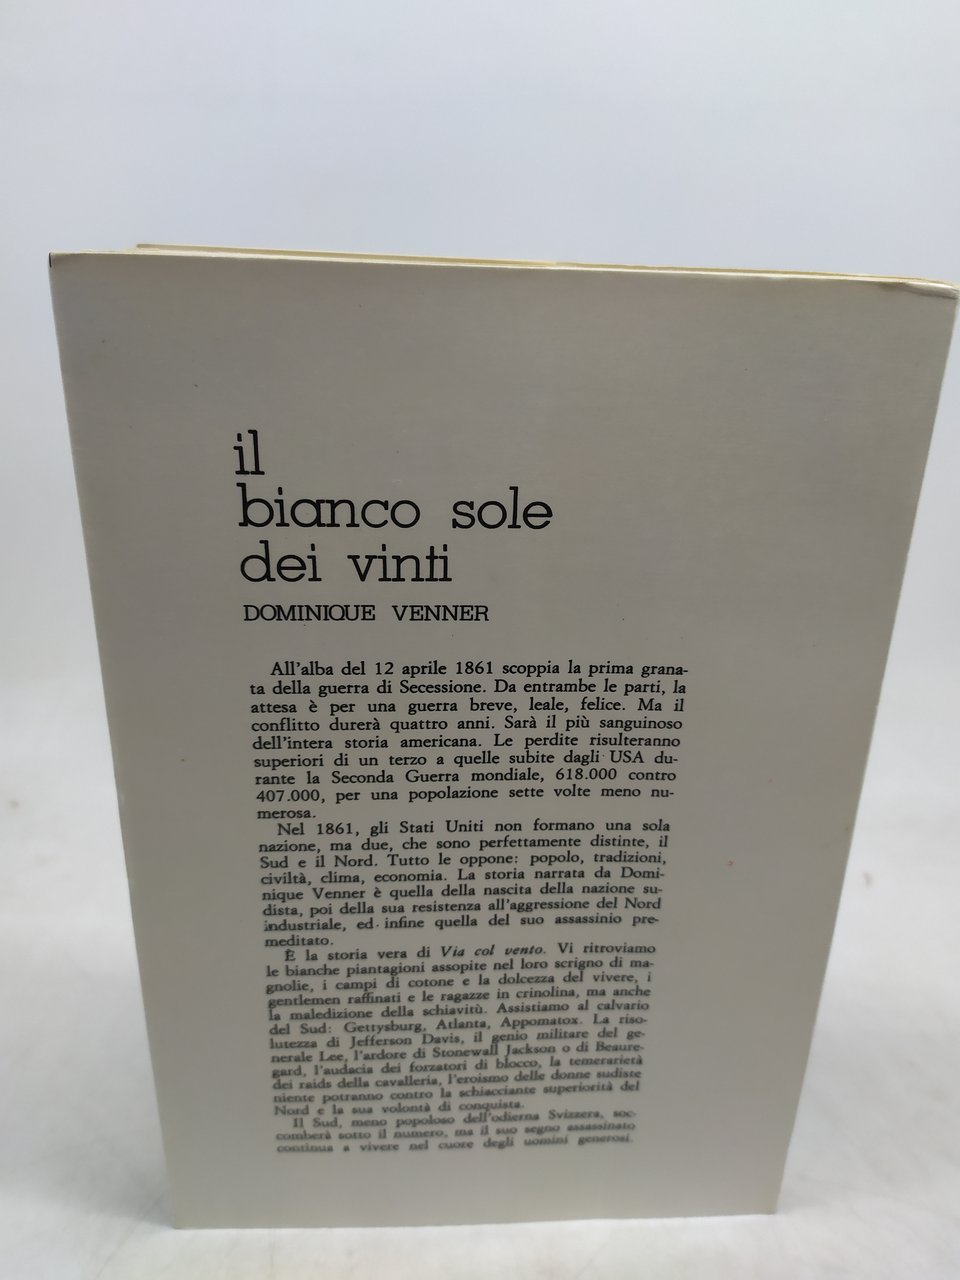 il
bianco sole
dei vinti
DOMINIQUE VENNER
All'alba del 12 aprile 1861 scoppia la prima grana-
ta della guerra di Secessione. Da entrambe le parti, la
attesa è per una guerra breve, leale, felice. Ma il
conflitto durerà quattro anni. Sarà il più sanguinoso
dell'intera storia americana. Le perdite risulteranno
superiori di un terzo a quelle subite dagli USA du-
rante la Seconda Guerra mondiale, 618.000 contro
407.000, per una popolazione sette volte meno nu-
merosa.
Nel 1861, gli Stati Uniti non formano una sola
nazione, ma due, che sono perfettamente distinte, il
Sud e il Nord. Tutto le oppone: popolo, tradizioni,
civiltà, clima, economia. La storia narrata da Domi-
nique Venner è quella della nascita della nazione su-
dista, poi della sua resistenza all'aggressione del Nord
industriale, ed infine quella del suo assassinio pre-
meditato.
È la storia vera di Via col vento. Vi ritroviamo
le bianche piantagioni assopite nel loro scrigno di ma-
gnolie, i campi di cotone e la dolcezza del vivere, i
gentlemen raffinati e le ragazze in crinolina, ma anche
la maledizione della schiavitù. Assistiamo al calvario
del Sud: Gettysburg, Atlanta, Appomatox. La riso-
lutezza di Jefferson Davis, il genio militare del ge-
nerale Lee, l'ardore di Stonewall Jackson o di Beaure-
gard, l'audacia dei forzatori di blocco, la temerarietà
dei raids della cavalleria, l'eroismo delle donne sudiste
niente potranno contro la schiacciante superiorità del
Nord e la sua volontà di conquista.
Il Sud, meno popoloso dell'odierna Svizzera, soc-
comberà sotto il numero, ma il suo segno assassinato
continua a vivere nel cuore degli uomini generosi.